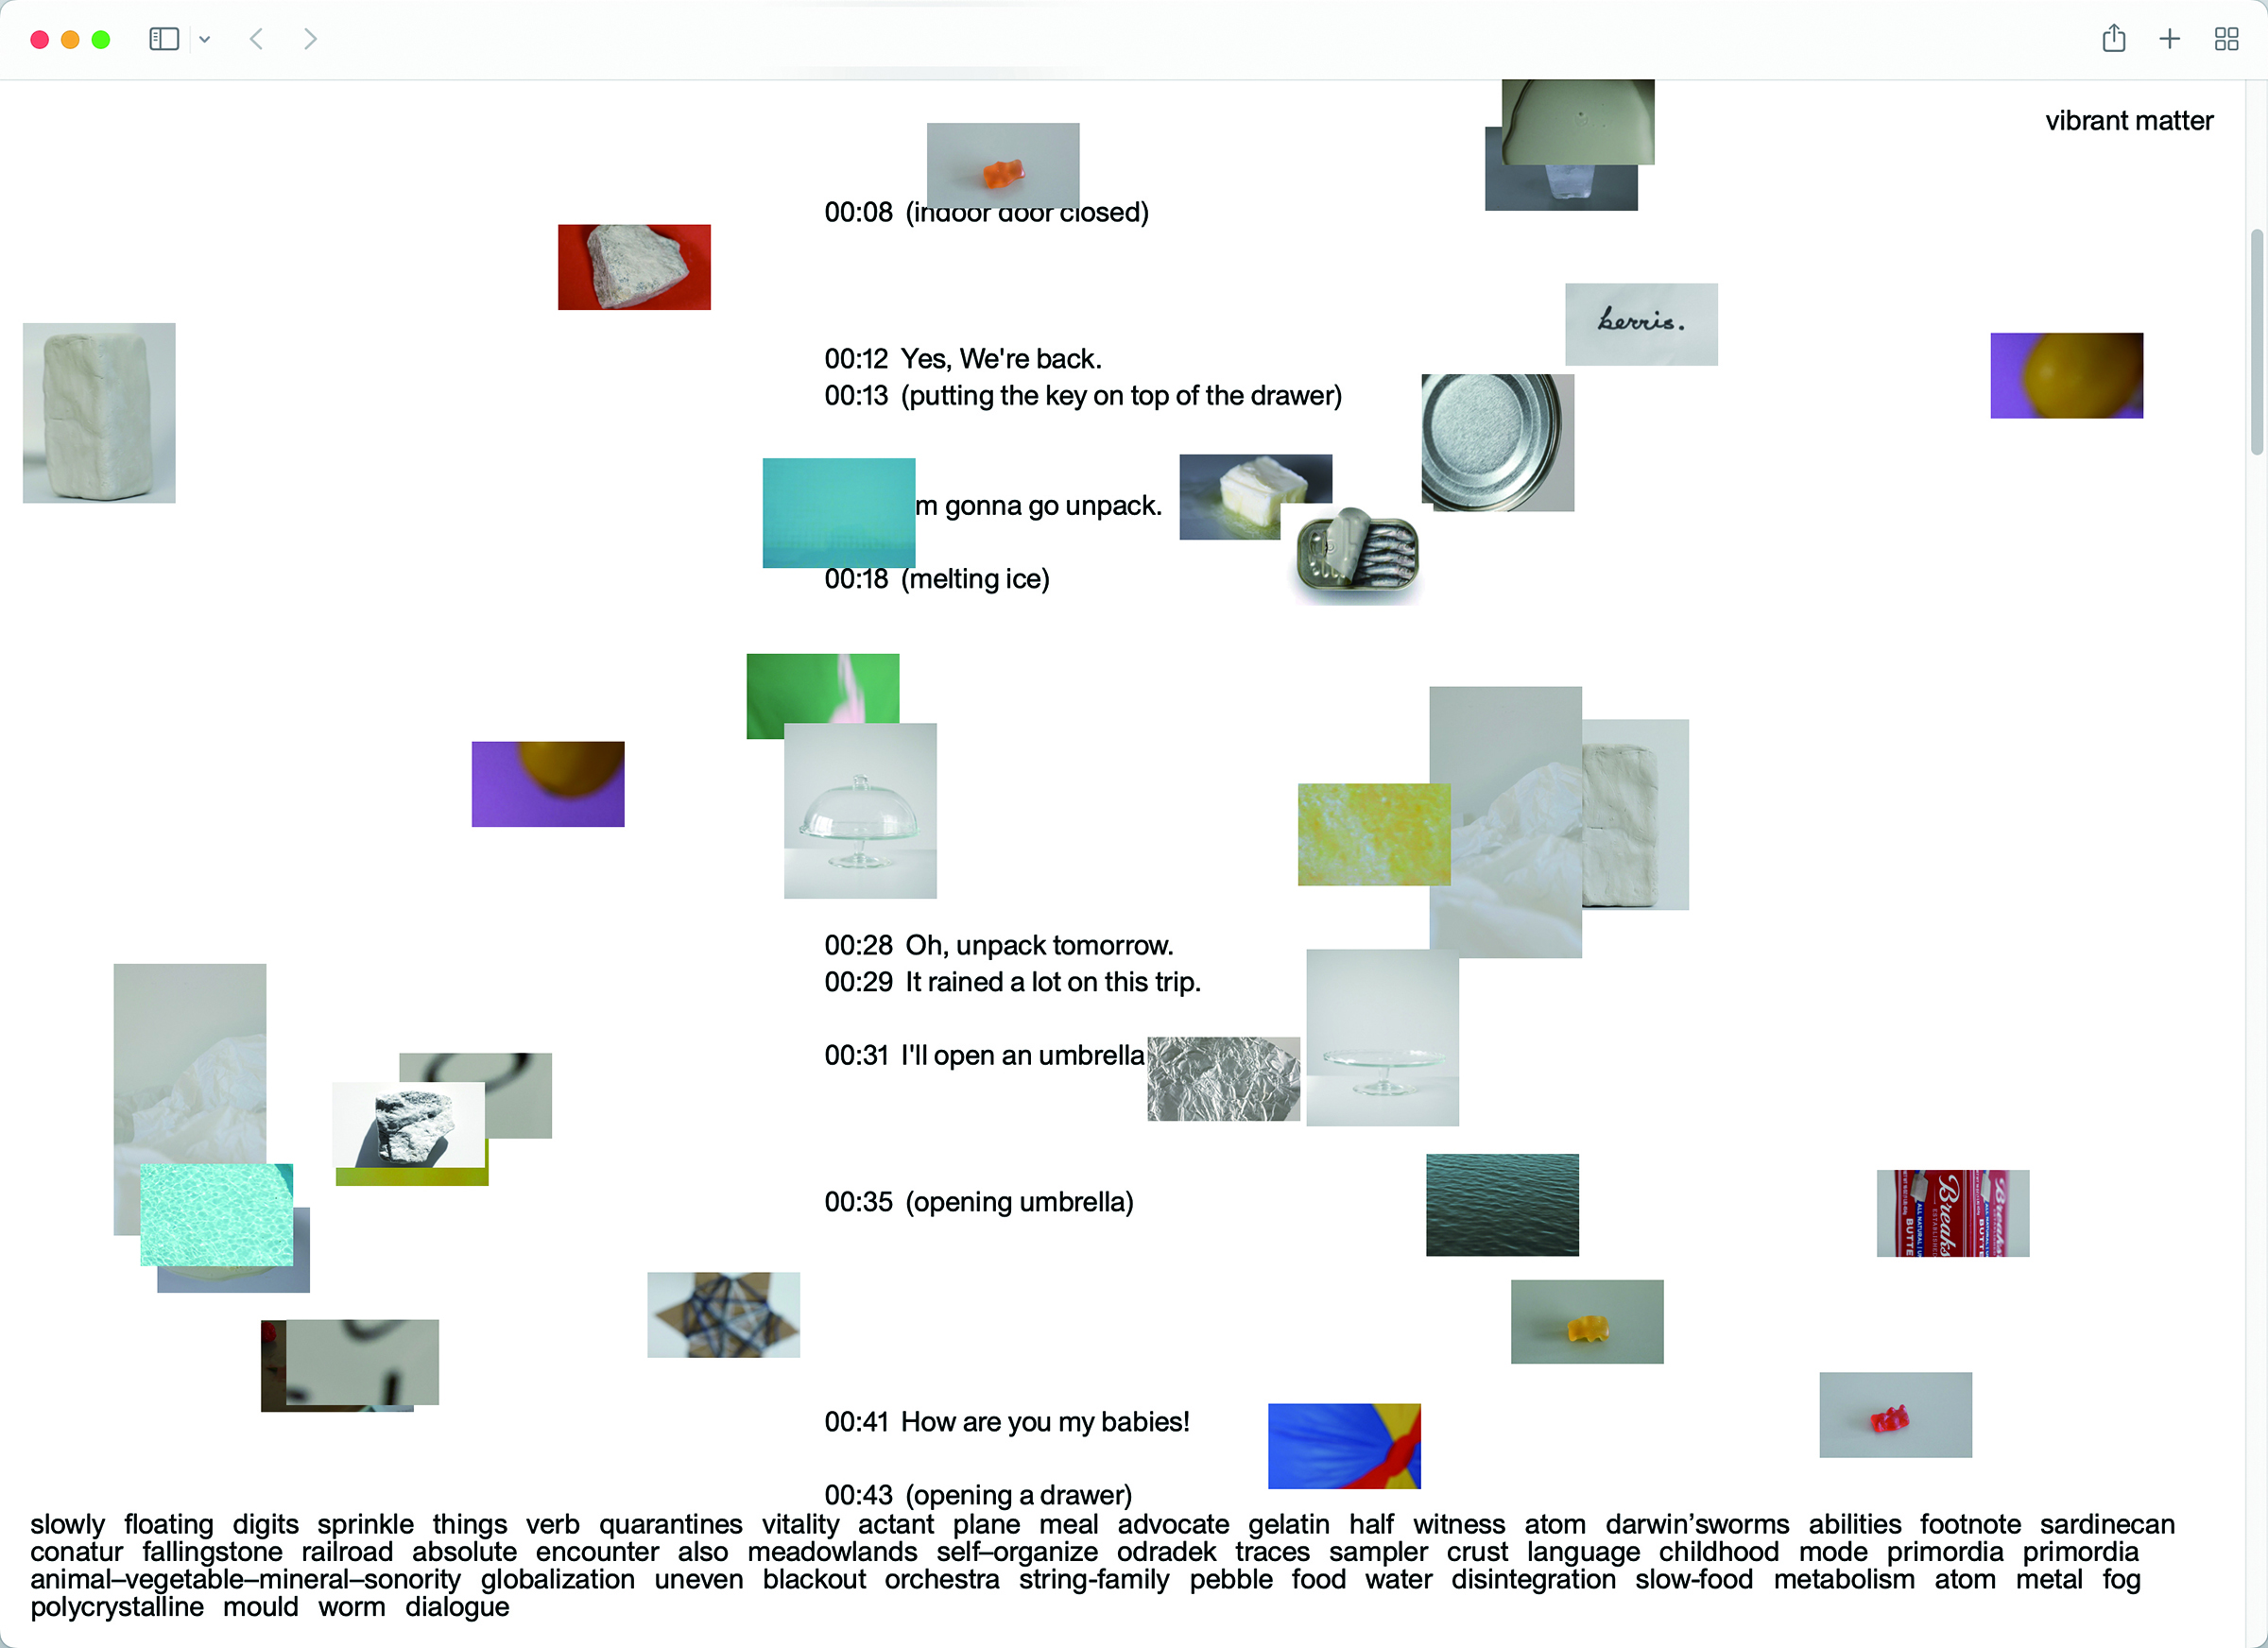 vibrant matter
00:08 (indoor door closed)
berris.
00:12 Yes, We're back.
00:13 (putting the key on top of the drawer)
m gonna go unpack.
00:18 (melting ice)
00:28 Oh, unpack tomorrow.
00:29 It rained a lot on this trip.
00:31 I'll open an umbrella
00:35 (opening umbrella)
Breaks
ALL NATURAL
BUTTE
00:41 How are you my babies!
00:43 (opening a drawer)
slowly floating digits sprinkle things verb quarantines vitality actant plane meal advocate gelatin half witness atom darwin’sworms abilities footnote sardinecan
conatur fallingstone railroad absolute encounter also meadowlands self–organize odradek traces sampler crust language childhood mode primordia primordia
animal–vegetable–mineral–sonority globalization uneven blackout orchestra string-family pebble food water disintegration slow-food metabolism atom metal fog
polycrystalline mould worm dialogue